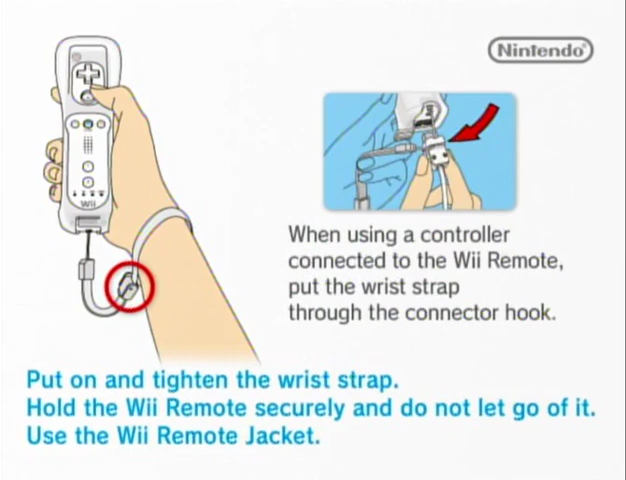 Nintendo
Wii
When using a controller
connected to the Wii Remote,
put the wrist strap
through the connector hook.
Put on and tighten the wrist strap.
Hold the Wii Remote securely and do not let go of it.
Use the Wii Remote Jacket.